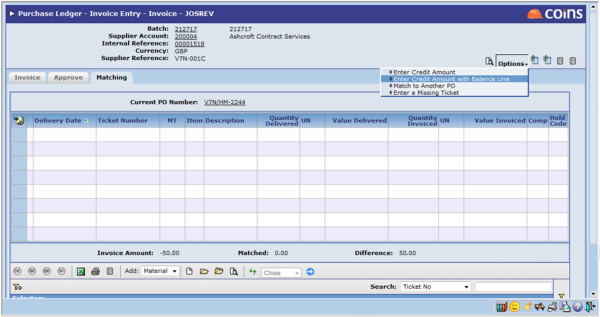 Purchase Ledger - Invoice Entry - Invoice - JOSREV
coins
Batch: 212717 212717
Supplier Account: 200004 Ashcroft Contract Services
Internal Reference: 00001518
Currency: GBP
Supplier Reference: V7N-001C
Options
Enter Credit Amount
Enter Credit Amount with Balance Line
Match to Another PO
Enter a Missing Ticket
Invoice Approve Matching
Current PO Number: V7N/HM-2244
Delivery Date Ticket Number MT Item Description Quantity Delivered UN Value Delivered Quantity Invoiced UN Value Invoiced Comp Hold Code
Invoice Amount: -50.00 Matched: 0.00 Difference: 50.00
Add: Material Close
Search: Ticket No